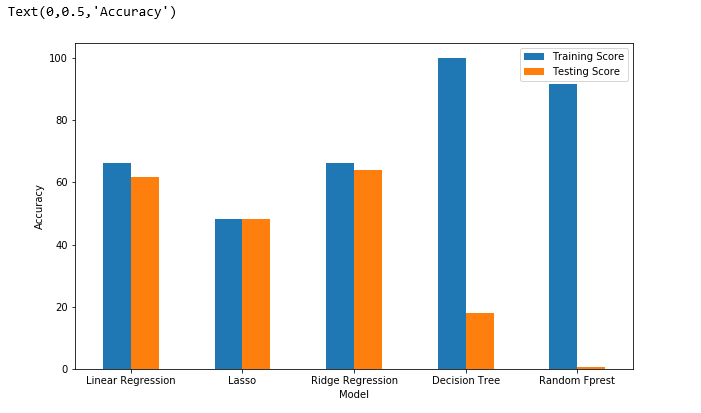 Text(0,0.5,'Accuracy')
100
80
60
40
20
0
Accuracy
Training Score
Testing Score
Linear Regression
Lasso
Ridge Regression
Decision Tree
Random Fprest
Model